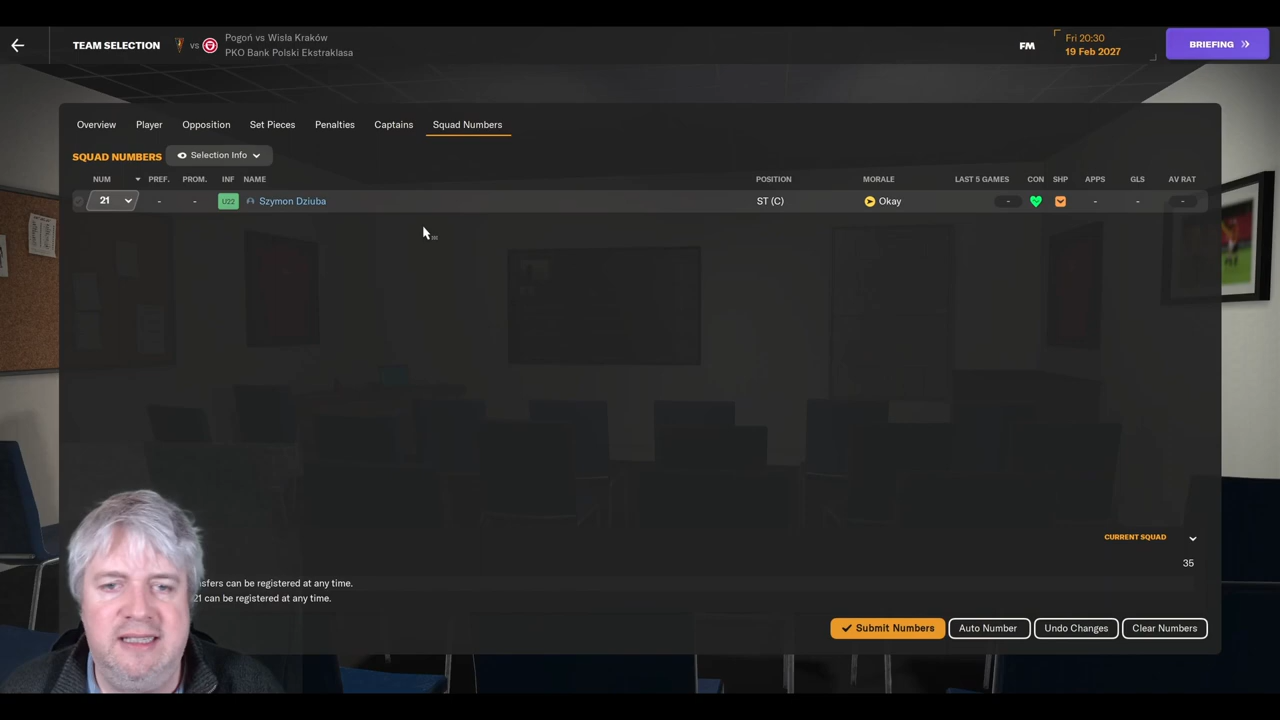 TEAM SELECTION
vs
Pogoń vs Wisła Kraków
PKO Bank Polski Ekstraklasa
FM
Fri 20:30
19 Feb 2027
BRIEFING
Overview
Player
Opposition
Set Pieces
Penalties
Captains
Squad Numbers
SQUAD NUMBERS
Selection Info
NUM PREF. PROM. INF NAME POSITION MORALE LAST 5 GAMES CON SHP APPS GLS AV RAT
21 - - U22 Szymon Dziuba ST (C) Okay - - - -
CURRENT SQUAD
35
nsfers can be registered at any time.
21 can be registered at any time.
Submit Numbers
Auto Number
Undo Changes
Clear Numbers